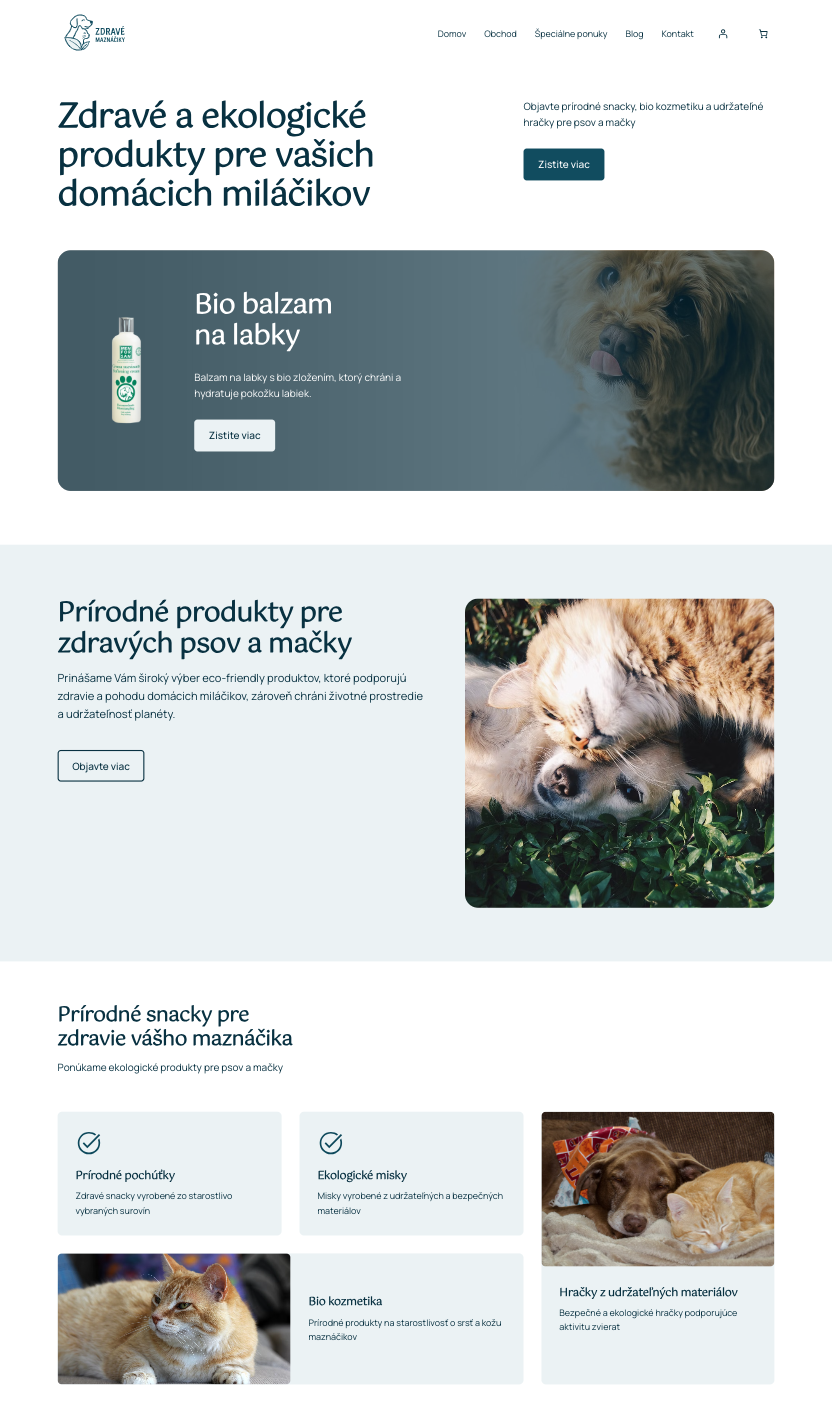 ZDRAVÉ
MAZNÁČIKY
Domov
Obchod
Špeciálne ponuky
Blog
Kontakt
Zdravé a ekologické
produkty pre vašich
domácich miláčikov
Objavte prírodné snacky, bio kozmetiku a udržateľné
hračky pre psov a mačky
Zistite viac
Bio balzam
na labky
Balzam na labky s bio zložením, ktorý chráni a
hydratuje pokožku labiek.
Zistite viac
Prírodné produkty pre
zdravých psov a mačky
Prinášame Vám široký výber eco-friendly produktov, ktoré podporujú
zdravie a pohodu domácich miláčikov, zároveň chráni životné prostredie
a udržateľnosť planéty.
Objavte viac
Prírodné snacky pre
zdravie vášho maznáčika
Ponúkame ekologické produkty pre psov a mačky
Prírodné pochúťky
Zdravé snacky vyrobené zo starostlivo
vybraných surovín
Ekologické misky
Misky vyrobené z udržateľných a bezpečných
materiálov
Bio kozmetika
Prírodné produkty na starostlivosť o srsť a kožu
maznáčikov
Hračky z udržateľných materiálov
Bezpečné a ekologické hračky podporujúce
aktivitu zvierat